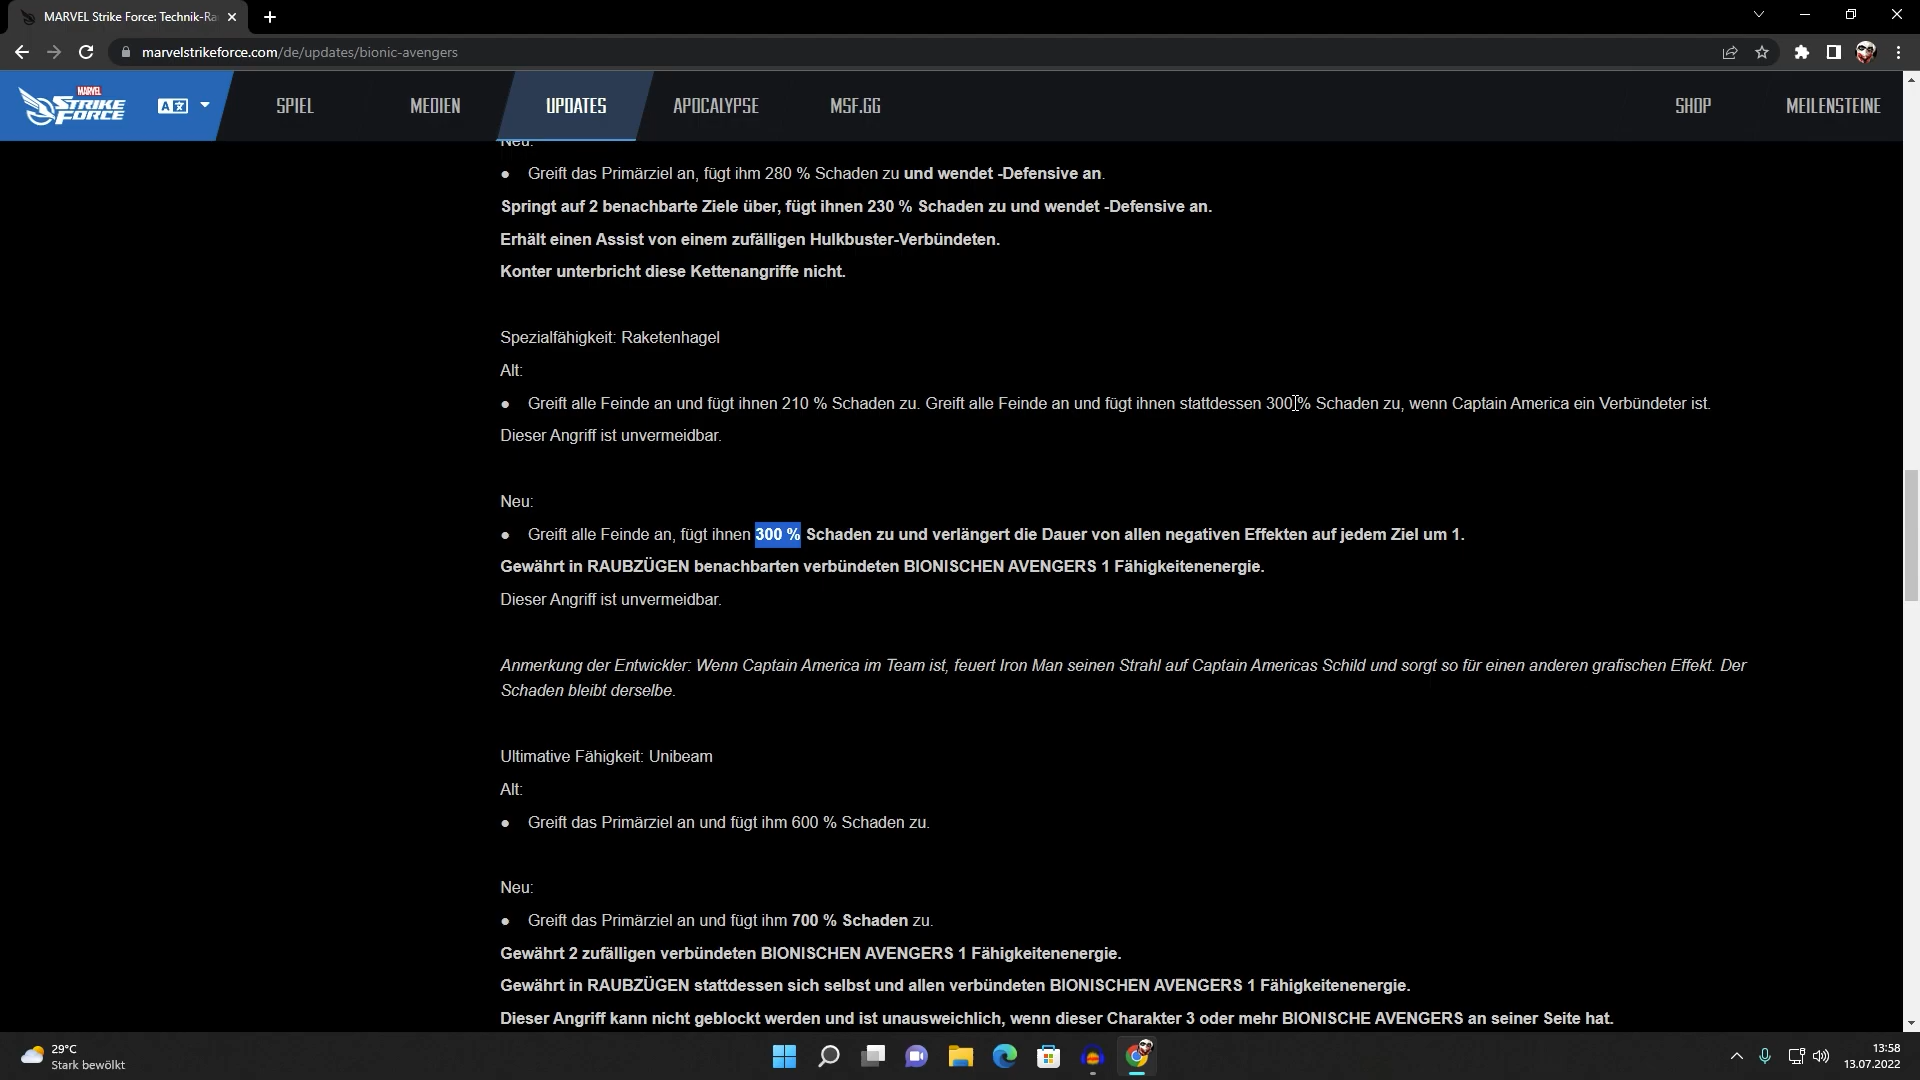 MARVEL Strike Force: Technik-Ra
marvelstrikeforce.com/de/updates/bionic-avengers
MARVEL
STRIKE
FORCE
SPIEL
MEDIEN
UPDATES
APOCALYPSE
MSF.GG
SHOP
MEILENSTEINE
Neu:
● Greift das Primärziel an, fügt ihm 280 % Schaden zu und wendet -Defensive an.
Springt auf 2 benachbarte Ziele über, fügt ihnen 230 % Schaden zu und wendet -Defensive an.
Erhält einen Assist von einem zufälligen Hulkbuster-Verbündeten.
Konter unterbricht diese Kettenangriffe nicht.
Spezialfähigkeit: Raketenhagel
Alt:
● Greift alle Feinde an und fügt ihnen 210 % Schaden zu. Greift alle Feinde an und fügt ihnen stattdessen 300 % Schaden zu, wenn Captain America ein Verbündeter ist.
Dieser Angriff ist unvermeidbar.
Neu:
● Greift alle Feinde an, fügt ihnen 300 % Schaden zu und verlängert die Dauer von allen negativen Effekten auf jedem Ziel um 1.
Gewährt in RAUBZÜGEN benachbarten verbündeten BIONISCHEN AVENGERS 1 Fähigkeitenenergie.
Dieser Angriff ist unvermeidbar.
Anmerkung der Entwickler: Wenn Captain America im Team ist, feuert Iron Man seinen Strahl auf Captain Americas Schild und sorgt so für einen anderen grafischen Effekt. Der
Schaden bleibt derselbe.
Ultimative Fähigkeit: Unibeam
Alt:
● Greift das Primärziel an und fügt ihm 600 % Schaden zu.
Neu:
● Greift das Primärziel an und fügt ihm 700 % Schaden zu.
Gewährt 2 zufälligen verbündeten BIONISCHEN AVENGERS 1 Fähigkeitenenergie.
Gewährt in RAUBZÜGEN stattdessen sich selbst und allen verbündeten BIONISCHEN AVENGERS 1 Fähigkeitenenergie.
Dieser Angriff kann nicht geblockt werden und ist unausweichlich, wenn dieser Charakter 3 oder mehr BIONISCHE AVENGERS an seiner Seite hat.
29°C
Stark bewölkt
13:58
13.07.2022